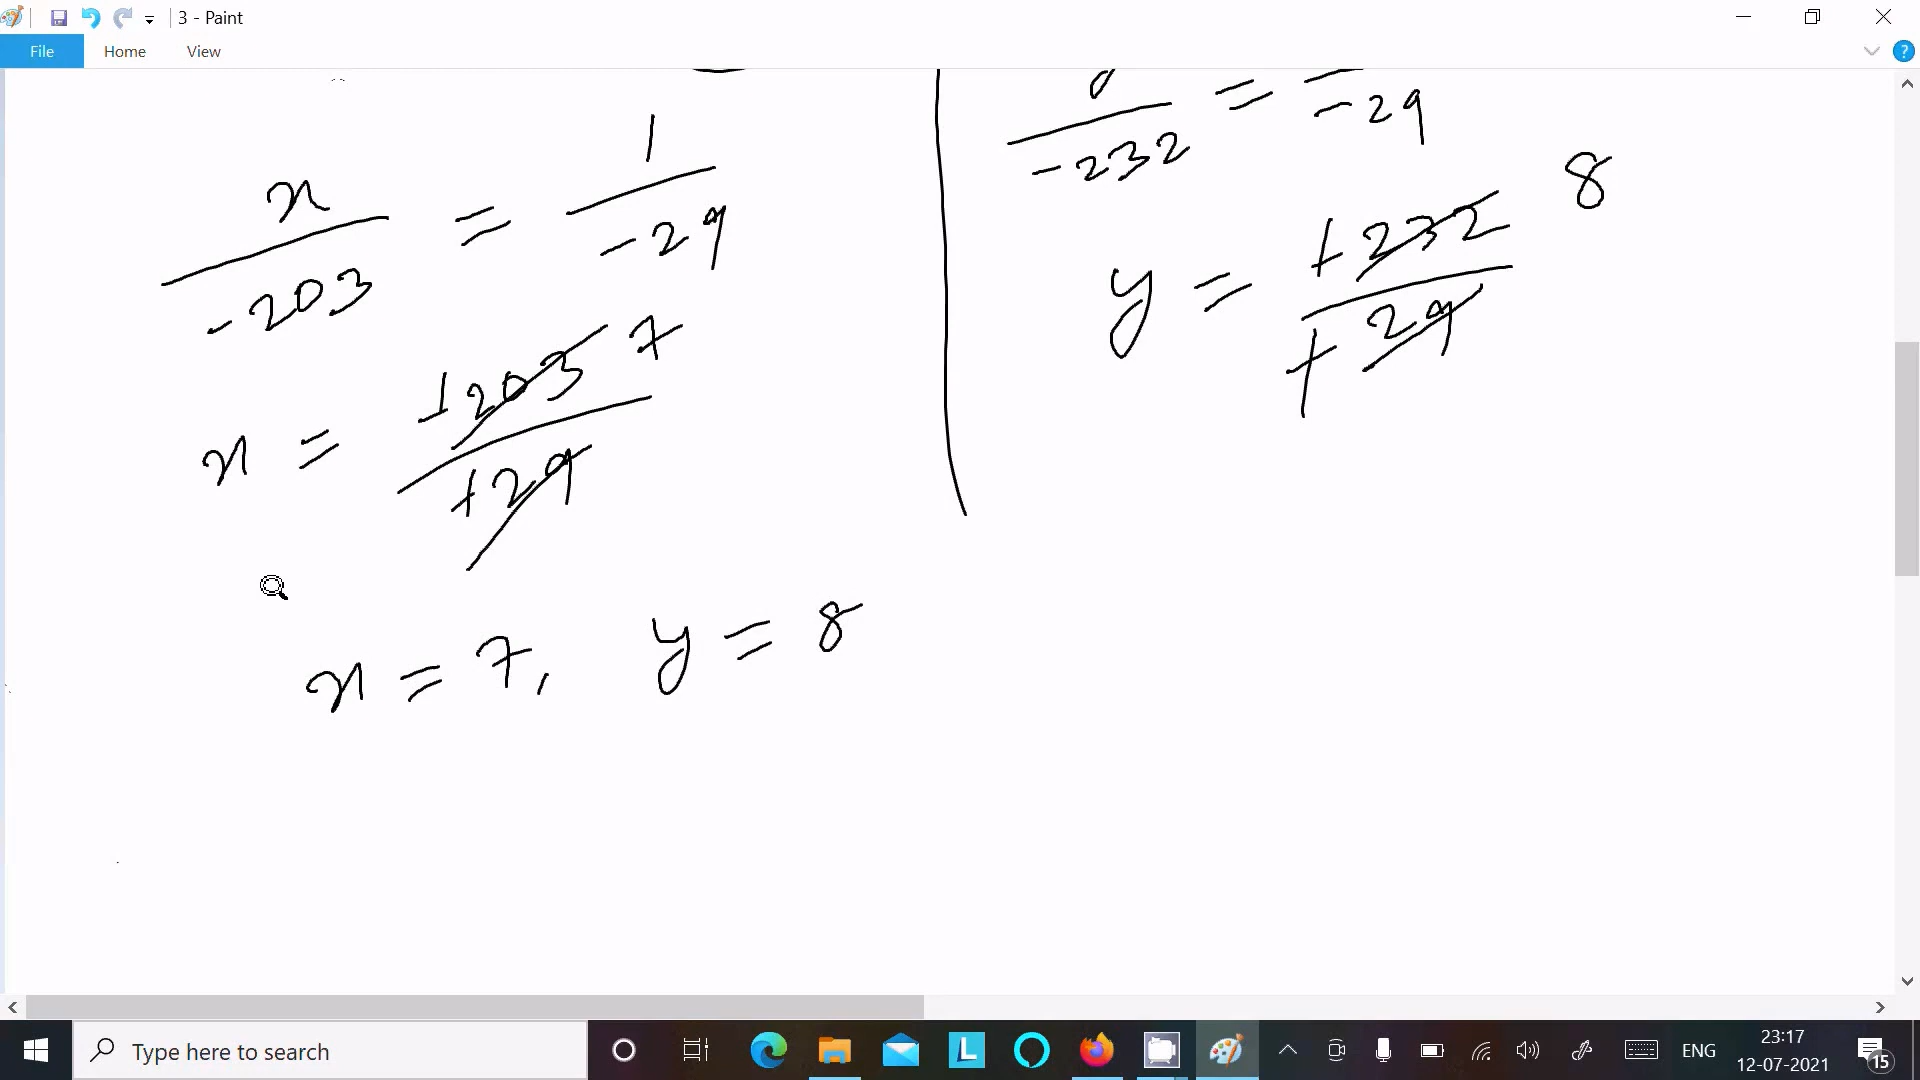 3 - Paint
File Home View
x/-203 = 1/-29
x = +203/+29 7
/-232 = /-29
y = +232/+29 8
x = 7, y = 8
Type here to search
L
ENG
23:17
12-07-2021
15